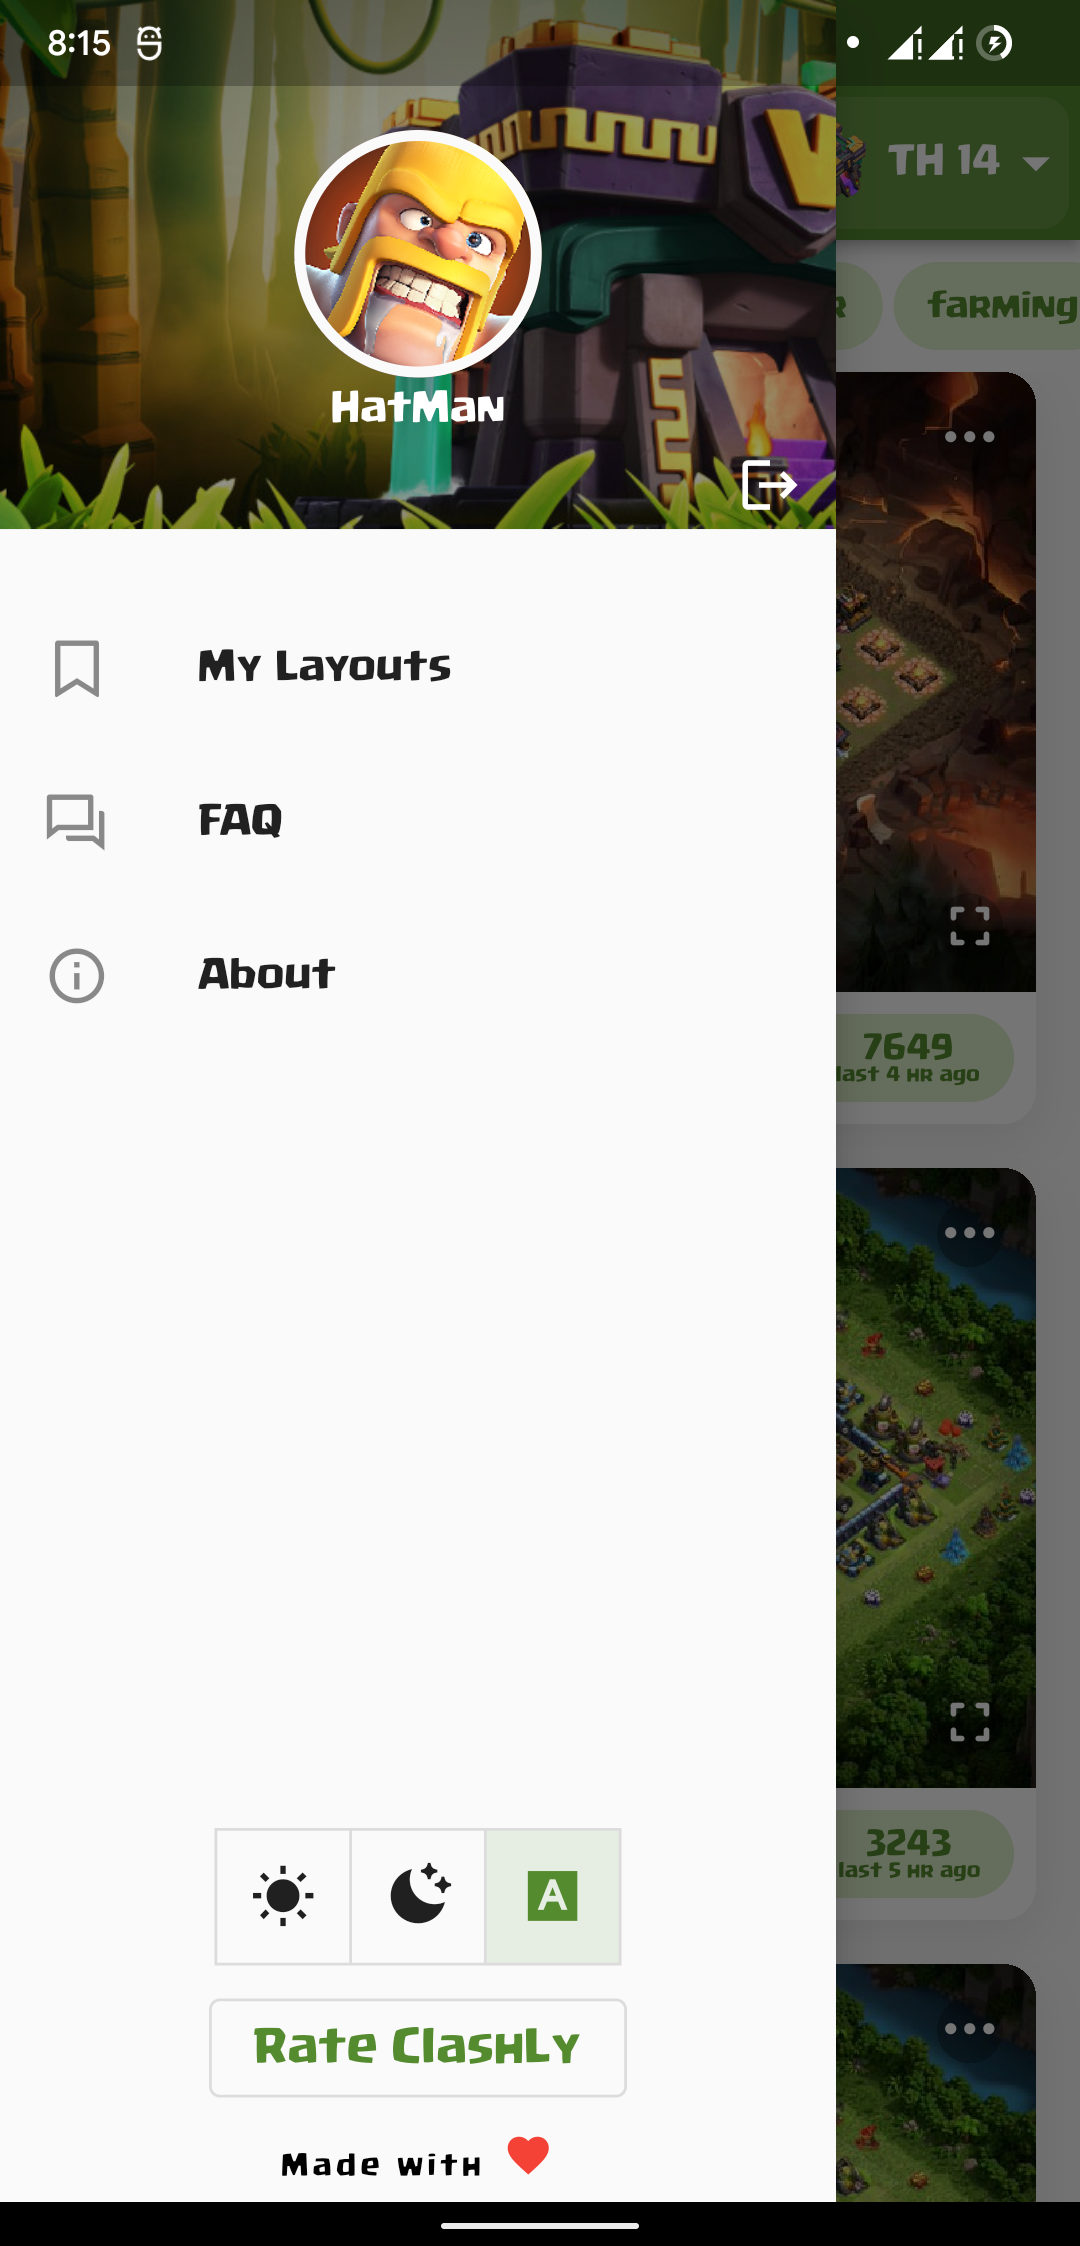 8:15
TH 14
farming
HatMan
My Layouts
FAQ
About
7649
last 4 hr ago
3243
last 5 hr ago
A
Rate Clashly
Made with